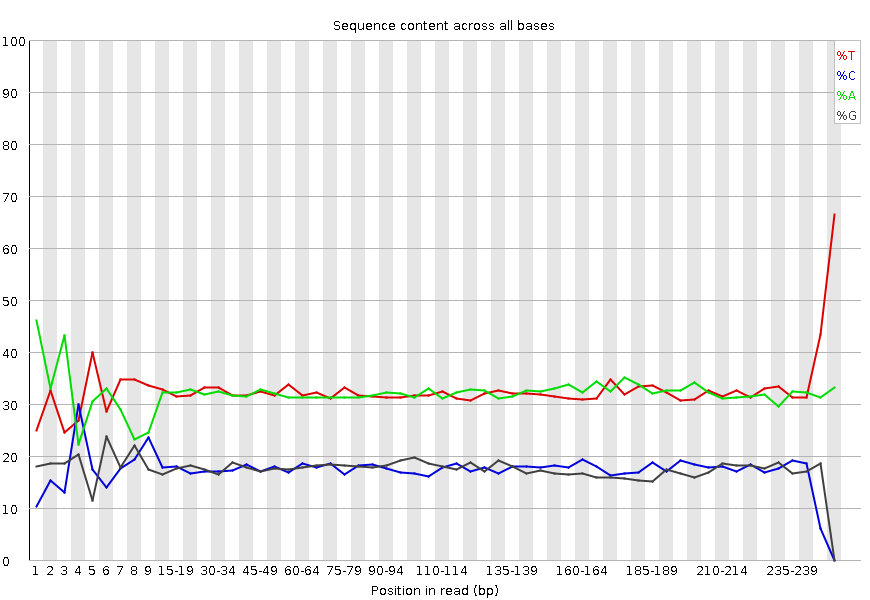 Sequence content across all bases
100
90
80
70
60
50
40
30
20
10
0
%T
%C
%A
%G
1 2 3 4 5 6 7 8 9 15-19 30-34 45-49 60-64 75-79 90-94 110-114 135-139 160-164 185-189 210-214 235-239
Position in read (bp)